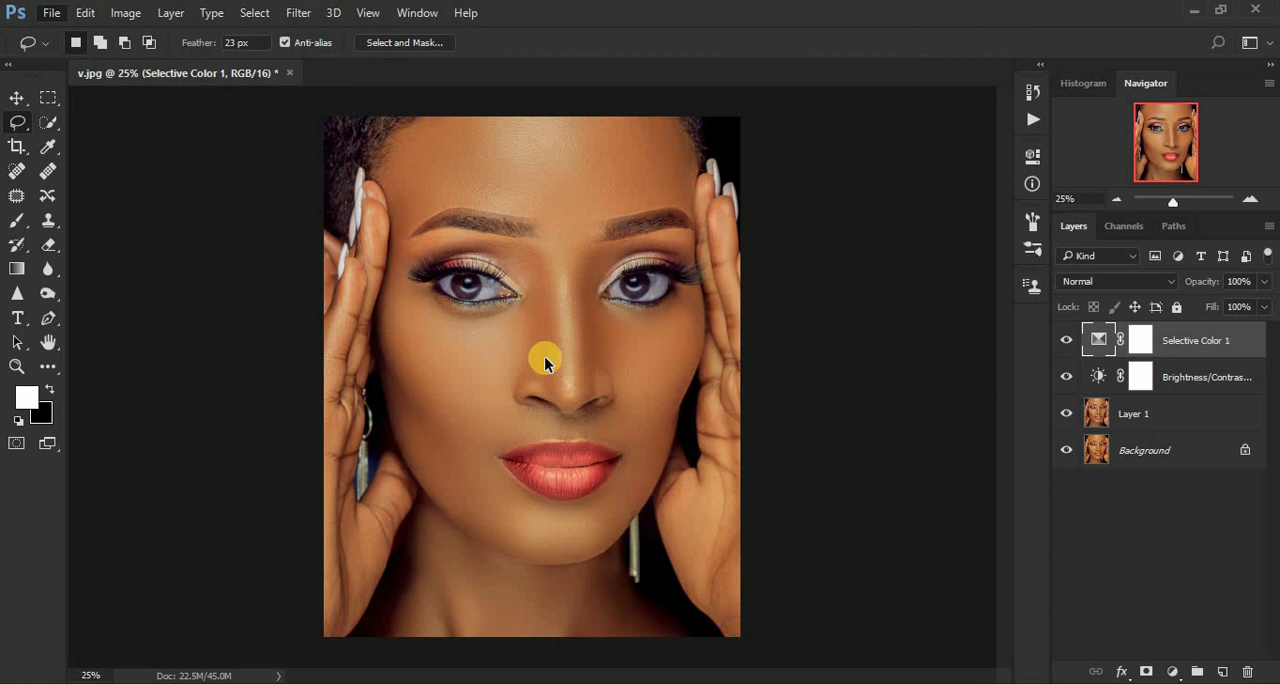 Ps File Edit Image Layer Type Select Filter 3D View Window Help
Feather: 23 px Anti-alias Select and Mask...
v.jpg @ 25% (Selective Color 1, RGB/16) *
Histogram Navigator
25%
Layers Channels Paths
Kind
Normal Opacity: 100%
Lock: Fill: 100%
Selective Color 1
Brightness/Contras...
Layer 1
Background
25% Doc: 22.5M/45.0M